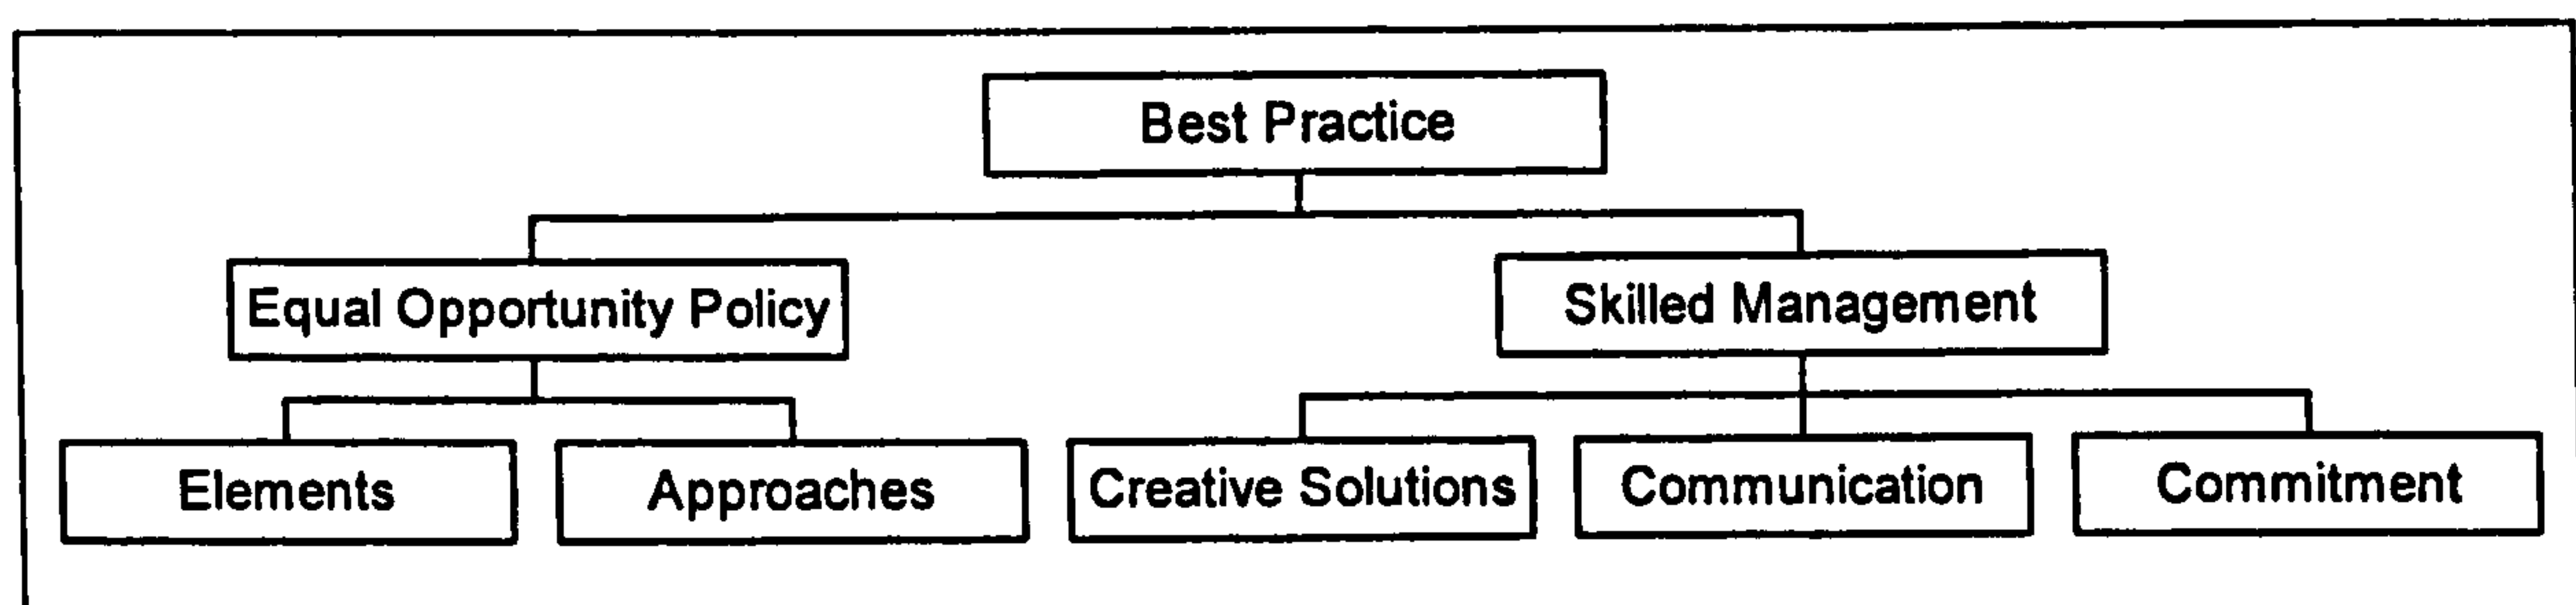 Best Practice
Equal Opportunity Policy
Skilled Management
Elements
Approaches
Creative Solutions
Communication
Commitment